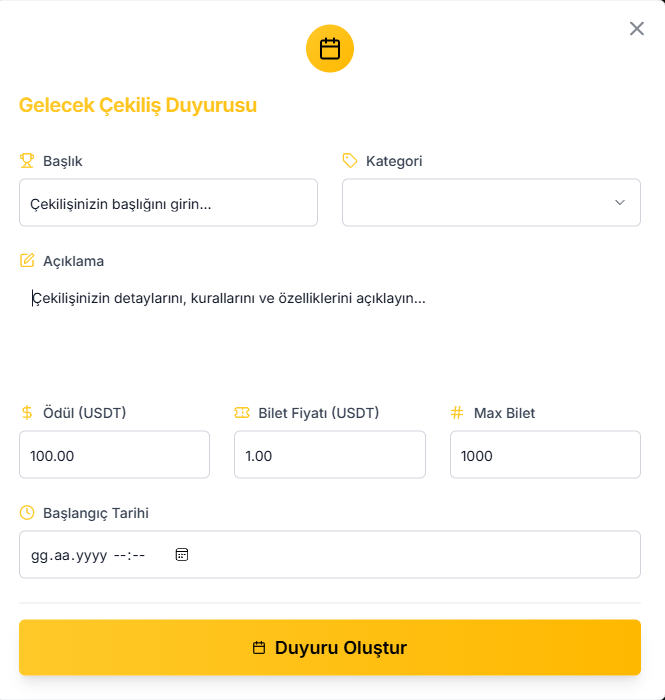 Gelecek Çekiliş Duyurusu
Başlık
Kategori
Çekilişinizin başlığını girin...
Açıklama
Çekilişinizin detaylarını, kurallarını ve özelliklerini açıklayın...
Ödül (USDT)
Bilet Fiyatı (USDT)
Max Bilet
100.00
1.00
1000
Başlangıç Tarihi
gg.aa.yyyy --:--
Duyuru Oluştur